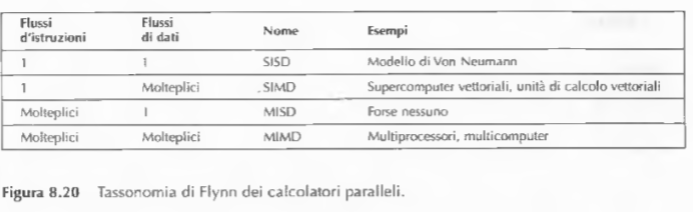 Flussi d'istruzioni Flussi di dati Nome Esempi
1 1 SISD Modello di Von Neumann
1 Molteplici SIMD Supercomputer vettoriali, unità di calcolo vettoriali
Molteplici 1 MISD Forse nessuno
Molteplici Molteplici MIMD Multiprocessori, multicomputer
Figura 8.20 Tassonomia di Flynn dei calcolatori paralleli.